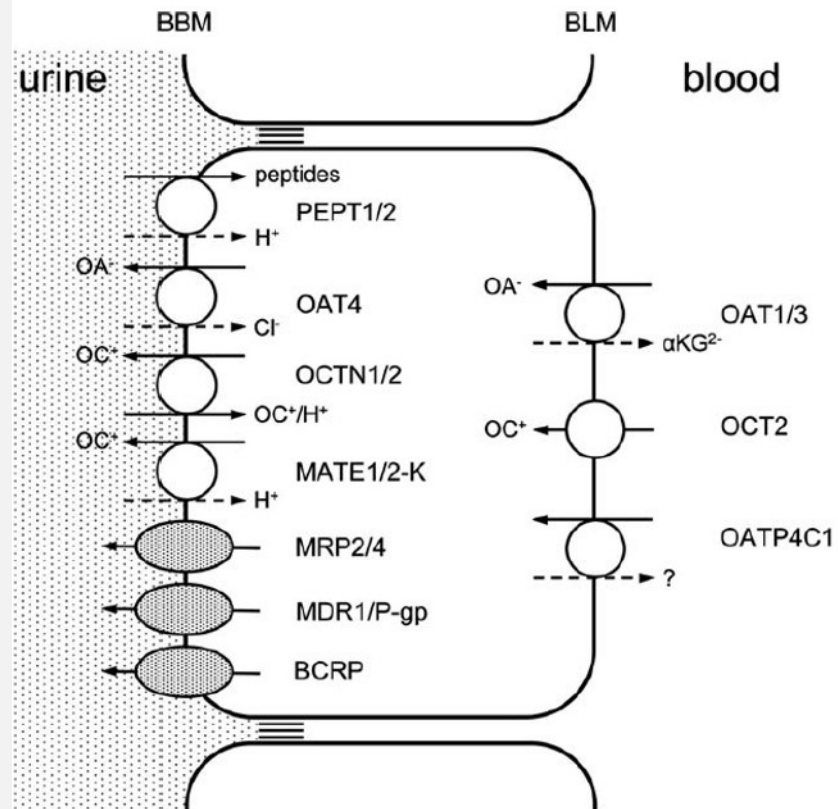 BBM
BLM
urine
blood
peptides
PEPT1/2
H⁺
OA⁻
OAT4
Cl⁻
OC⁺
OCTN1/2
OC⁺/H⁺
OC⁺
MATE1/2-K
H⁺
MRP2/4
MDR1/P-gp
BCRP
OA⁻
OAT1/3
αKG²⁻
OC⁺
OCT2
OATP4C1
?